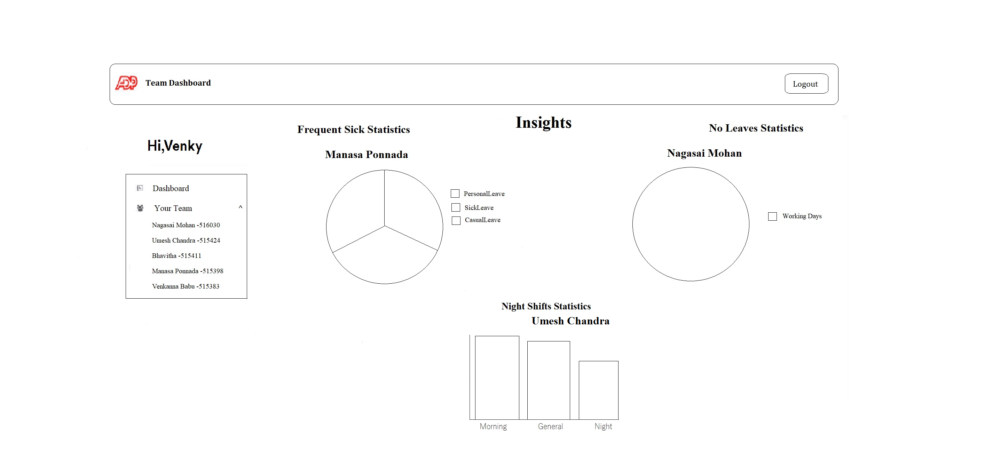 ADP Team Dashboard
Logout
Insights
Hi,Venky
Dashboard
Your Team ^
Nagasai Mohan -516030
Umesh Chandra -515424
Bhavitha -515411
Manasa Ponnada -515398
Venkanna Babu -515383
Frequent Sick Statistics
Manasa Ponnada
PersonalLeave
SickLeave
CasualLeave
No Leaves Statistics
Nagasai Mohan
Working Days
Night Shifts Statistics
Umesh Chandra
Morning General Night